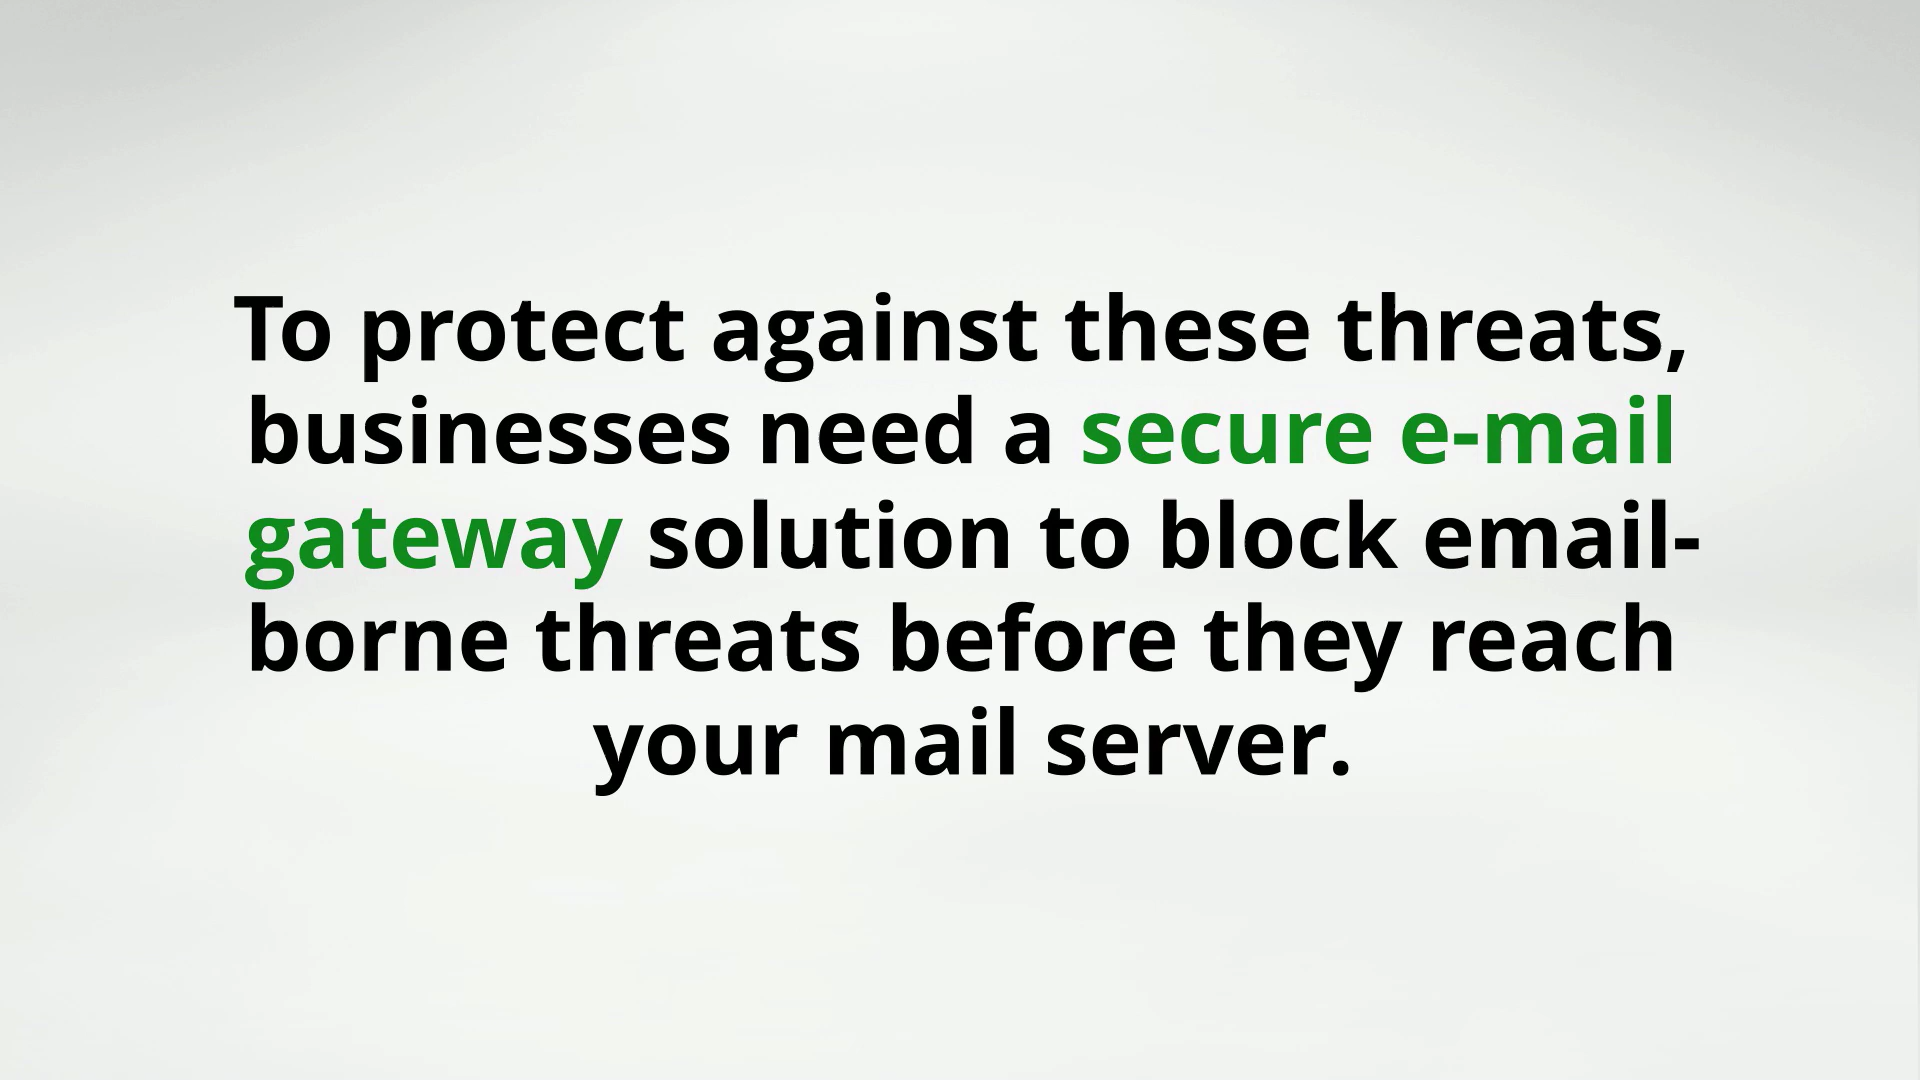 To protect against these threats,
businesses need a secure e-mail
gateway solution to block email-
borne threats before they reach
your mail server.